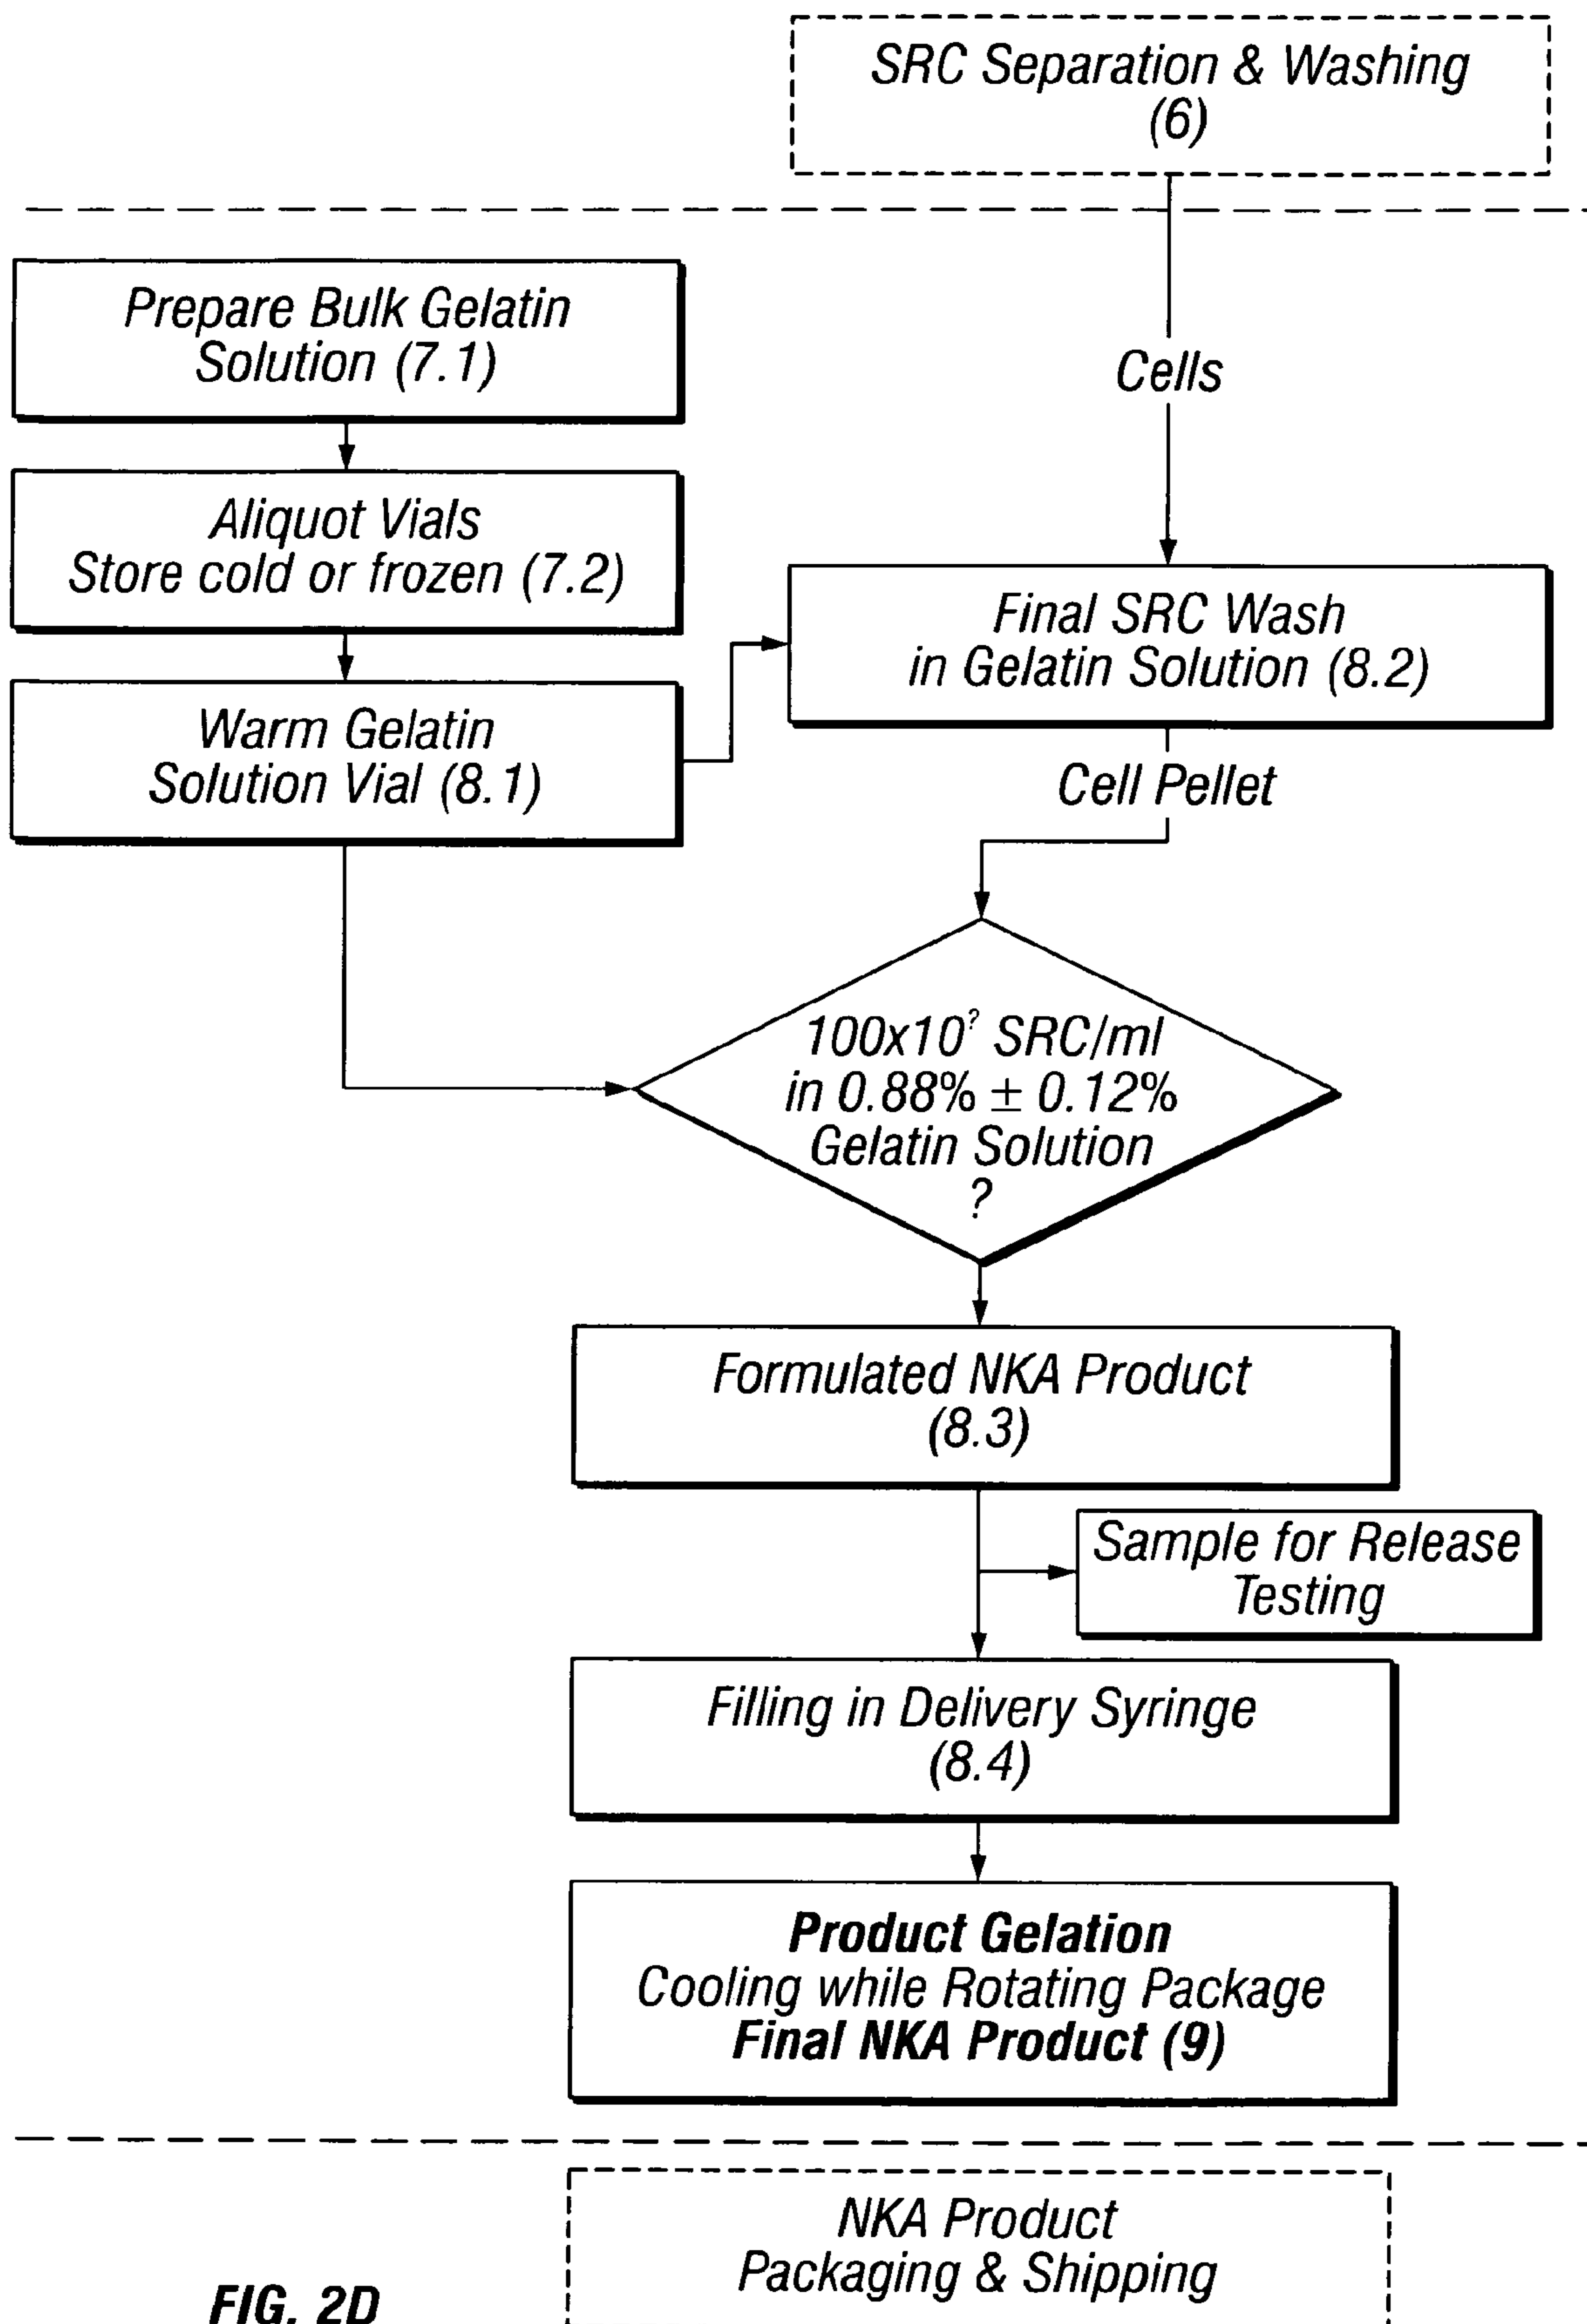 SRC Separation & Washing
(6)
Prepare Bulk Gelatin
Solution (7.1)
Cells
Aliquot Vials
Store cold or frozen (7.2)
Final SRC Wash
in Gelatin Solution (8.2)
Warm Gelatin
Solution Vial (8.1)
Cell Pellet
100x10? SRC/ml
in 0.88% ± 0.12%
Gelatin Solution
?
Formulated NKA Product
(8.3)
Sample for Release
Testing
Filling in Delivery Syringe
(8.4)
Product Gelation
Cooling while Rotating Package
Final NKA Product (9)
NKA Product
Packaging & Shipping
FIG. 2D